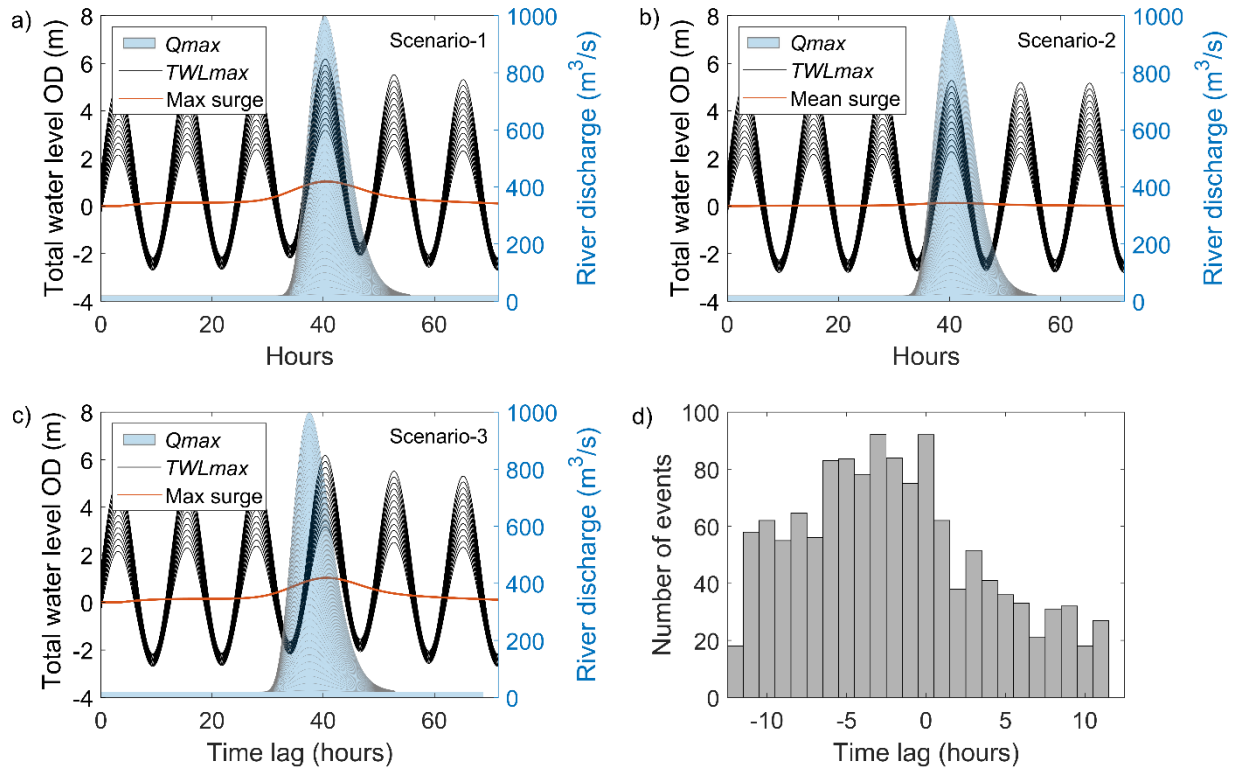 a)
Total water level OD (m)
8
6
4
2
0
-2
-4
Qmax
TWLmax
Max surge
Scenario-1
1000
800
600
400
200
0
River discharge (m³/s)
0 20 40 60
Hours
b)
Total water level OD (m)
8
6
4
2
0
-2
-4
Qmax
TWLmax
Mean surge
Scenario-2
1000
800
600
400
200
0
River discharge (m³/s)
0 20 40 60
Hours
c)
Total water level OD (m)
8
6
4
2
0
-2
-4
Qmax
TWLmax
Max surge
Scenario-3
1000
800
600
400
200
0
River discharge (m³/s)
0 20 40 60
Time lag (hours)
d)
Number of events
100
80
60
40
20
0
-10 -5 0 5 10
Time lag (hours)